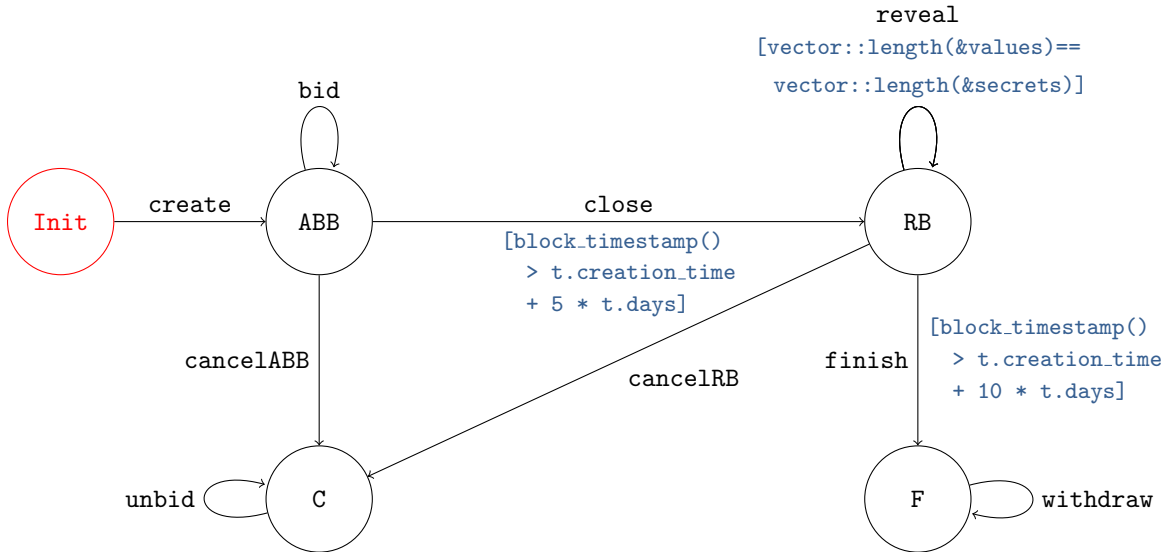 reveal
[vector::length(&values)==
vector::length(&secrets)]
bid
Init
create
ABB
close
RB
[block_timestamp()
> t.creation_time
+ 5 * t.days]
cancelABB
cancelRB
finish
[block_timestamp()
> t.creation_time
+ 10 * t.days]
unbid
C
F
withdraw